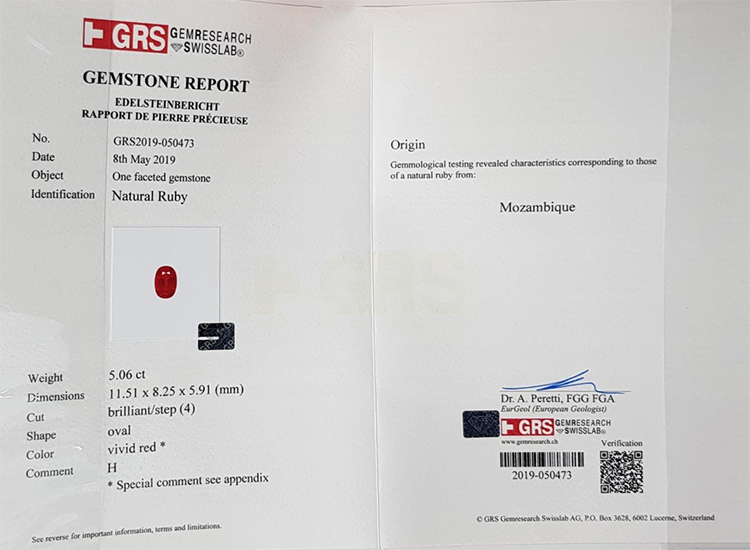 GRS GEMRESEARCH
SWISSLAB®
GEMSTONE REPORT
EDELSTEINBERICHT
RAPPORT DE PIERRE PRÉCIEUSE
No. GRS2019-050473
Date 8th May 2019
Object One faceted gemstone
Identification Natural Ruby
Weight 5.06 ct
Dimensions 11.51 x 8.25 x 5.91 (mm)
Cut brilliant/step (4)
Shape oval
Color vivid red *
Comment H
* Special comment see appendix
See reverse for important information, terms and limitations.
GRS
Origin
Gemmological testing revealed characteristics corresponding to those
of a natural ruby from:
Mozambique
Dr. A. Peretti, FGG FGA
EurGeol (European Geologist)
GRS GEMRESEARCH
SWISSLAB®
www.gemresearch.ch
Verification
2019-050473
© GRS Gemresearch Swisslab AG, P.O. Box 3628, 6002 Lucerne, Switzerland